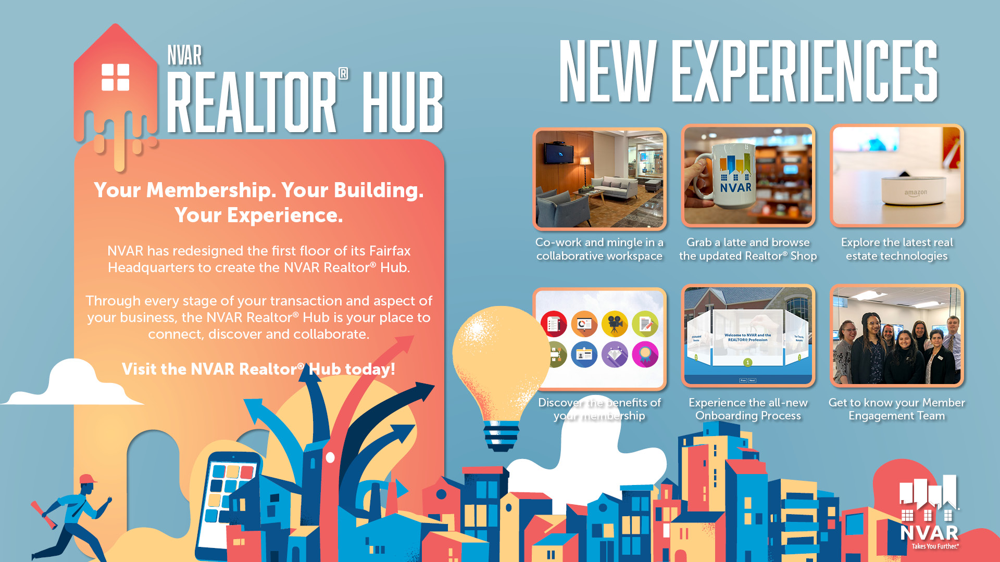 NVAR
REALTOR® HUB
Your Membership. Your Building.
Your Experience.
NVAR has redesigned the first floor of its Fairfax
Headquarters to create the NVAR Realtor® Hub.
Through every stage of your transaction and aspect of
your business, the NVAR Realtor® Hub is your place to
connect, discover and collaborate.
Visit the NVAR Realtor® Hub today!
NEW EXPERIENCES
NVAR
amazon
Co-work and mingle in a
collaborative workspace
Grab a latte and browse
the updated Realtor® Shop
Explore the latest real
estate technologies
Welcome to NVAR and the
REALTOR® Profession
1
Prev Next
Discover the benefits of
your membership
Experience the all-new
Onboarding Process
Get to know your Member
Engagement Team
NVAR
Takes You Further.®